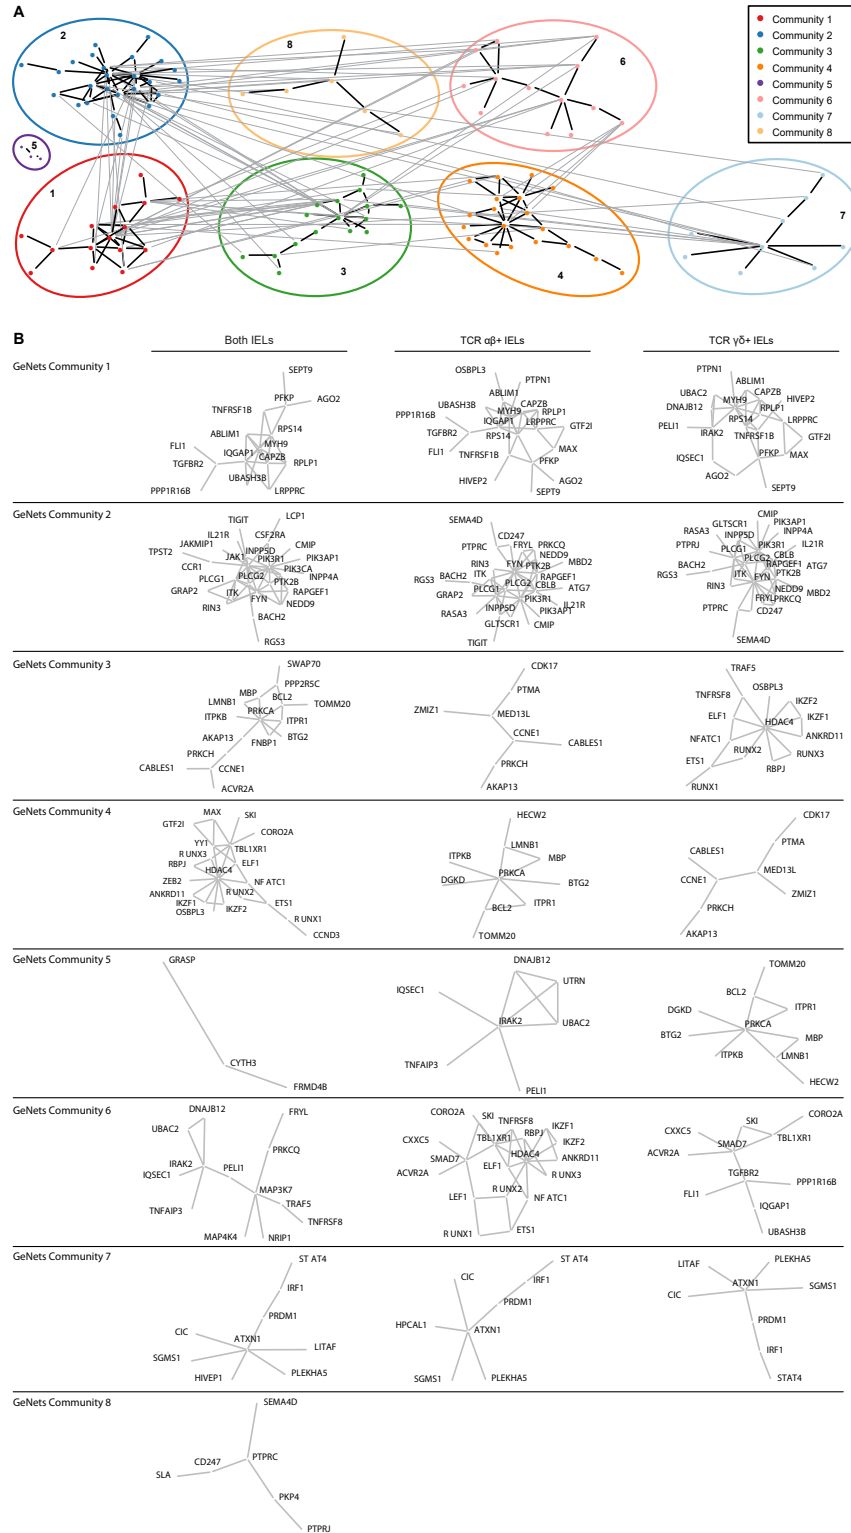 A
2
8
6
5
1
3
4
7
Community 1
Community 2
Community 3
Community 4
Community 5
Community 6
Community 7
Community 8
B
Both IELs
TCR αβ+ IELs
TCR γδ+ IELs
GeNets Community 1
SEPT9
PFKP
AGO2
TNFRSF1B
RPS14
ABLIM1
MYH9
FLI1
IQGAP1
CAPZB
TGFBR2
RPLP1
UBASH3B
PPP1R16B
LRPPRC
OSBPL3
PTPN1
ABLIM1
UBASH3B
CAPZB
MYH9
RPLP1
PPP1R16B
IQGAP1
LRPPRC
TGFBR2
RPS14
GTF2I
FLI1
TNFRSF1B
MAX
PFKP
HIVEP2
AGO2
SEPT9
PTPN1
ABLIM1
UBAC2
MYH9
CAPZB
HIVEP2
DNAJB12
RPLP1
RPS14
LRPPRC
PELI1
IRAK2
TNFRSF1B
GTF2I
IQSEC1
PFKP
MAX
AGO2
SEPT9
GeNets Community 2
LCP1
TIGIT
IL21R
CSF2RA
JAKMIP1
INPP5D
CMIP
TPST2
JAK1
PIK3R1
PIK3AP1
CCR1
PIK3CA
PLCG1
PLCG2
INPP4A
GRAP2
PTK2B
ITK
RAPGEF1
FYN
RIN3
NEDD9
BACH2
RGS3
SEMA4D
CD247
PTPRC
FRYL
PRKCQ
NEDD9
RIN3
FYN
PTK2B
MBD2
ITK
RGS3
BACH2
RAPGEF1
PLCG1
PLCG2
CBLB
ATG7
GRAP2
PIK3R1
INPP5D
PIK3AP1
IL21R
RASA3
GLTSCR1
CMIP
TIGIT
CMIP
GLTSCR1
PIK3AP1
RASA3
INPP5D
INPP4A
PTPRJ
PIK3R1
IL21R
PLCG1
PLCG2
CBLB
BACH2
RAPGEF1
ATG7
RGS3
ITK
FYN
PTK2B
RIN3
NEDD9
MBD2
FRYL
PRKCQ
PTPRC
CD247
SEMA4D
GeNets Community 3
SWAP70
PPP2R5C
MBP
BCL2
LMNB1
TOMM20
PRKCA
ITPKB
ITPR1
AKAP13
BTG2
FNBP1
PRKCH
CABLES1
CCNE1
ACVR2A
CDK17
PTMA
ZMIZ1
MED13L
CCNE1
CABLES1
PRKCH
AKAP13
TRAF5
OSBPL3
TNFRSF8
IKZF2
ELF1
HDAC4
IKZF1
NFATC1
ANKRD11
RUNX2
RUNX3
ETS1
RBPJ
RUNX1
GeNets Community 4
MAX
SKI
GTF2I
CORO2A
YY1
TBL1XR1
R UNX3
RBPJ
ELF1
HDAC4
ZEB2
NF ATC1
ANKRD11
R UNX2
IKZF1
ETS1
OSBPL3
IKZF2
R UNX1
CCND3
HECW2
LMNB1
ITPKB
MBP
PRKCA
DGKD
BTG2
ITPR1
BCL2
TOMM20
CDK17
CABLES1
PTMA
MED13L
CCNE1
ZMIZ1
PRKCH
AKAP13
GeNets Community 5
GRASP
CYTH3
FRMD4B
DNAJB12
IQSEC1
UTRN
IRAK2
UBAC2
TNFAIP3
PELI1
TOMM20
BCL2
DGKD
ITPR1
PRKCA
BTG2
MBP
ITPKB
LMNB1
HECW2
GeNets Community 6
DNAJB12
FRYL
UBAC2
PRKCQ
IRAK2
PELI1
IQSEC1
MAP3K7
TRAF5
TNFAIP3
TNFRSF8
MAP4K4
NRIP1
CORO2A
SKI
TNFRSF8
IKZF1
TBL1XR1
RBPJ
CXXC5
IKZF2
HDAC4
SMAD7
ANKRD11
ELF1
ACVR2A
R UNX3
R UNX2
LEF1
NF ATC1
R UNX1
ETS1
CORO2A
SKI
CXXC5
TBL1XR1
SMAD7
ACVR2A
TGFBR2
PPP1R16B
FLI1
IQGAP1
UBASH3B
GeNets Community 7
ST AT4
IRF1
PRDM1
CIC
ATXN1
LITAF
SGMS1
HIVEP1
PLEKHA5
ST AT4
CIC
IRF1
PRDM1
HPCAL1
ATXN1
SGMS1
PLEKHA5
LITAF
PLEKHA5
ATXN1
CIC
SGMS1
PRDM1
IRF1
STAT4
GeNets Community 8
SEMA4D
PTPRC
CD247
SLA
PKP4
PTPRJ